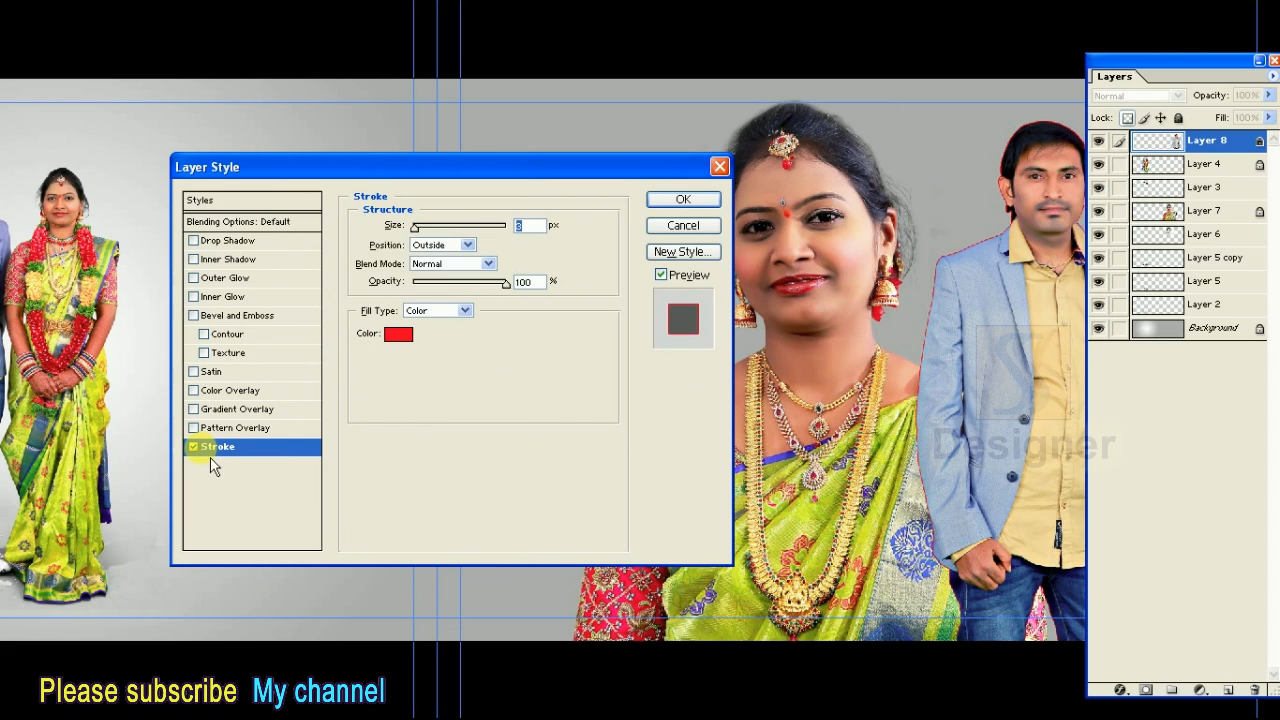 Layer Style
Styles
Blending Options: Default
Drop Shadow
Inner Shadow
Outer Glow
Inner Glow
Bevel and Emboss
Contour
Texture
Satin
Color Overlay
Gradient Overlay
Pattern Overlay
Stroke
Stroke
Structure
Size: 3 px
Position: Outside
Blend Mode: Normal
Opacity: 100 %
Fill Type: Color
Color:
OK
Cancel
New Style...
Preview
Layers
Normal Opacity: 100%
Lock: Fill: 100%
Layer 8
Layer 4
Layer 3
Layer 7
Layer 6
Layer 5 copy
Layer 5
Layer 2
Background
Designer
Please subscribe My channel